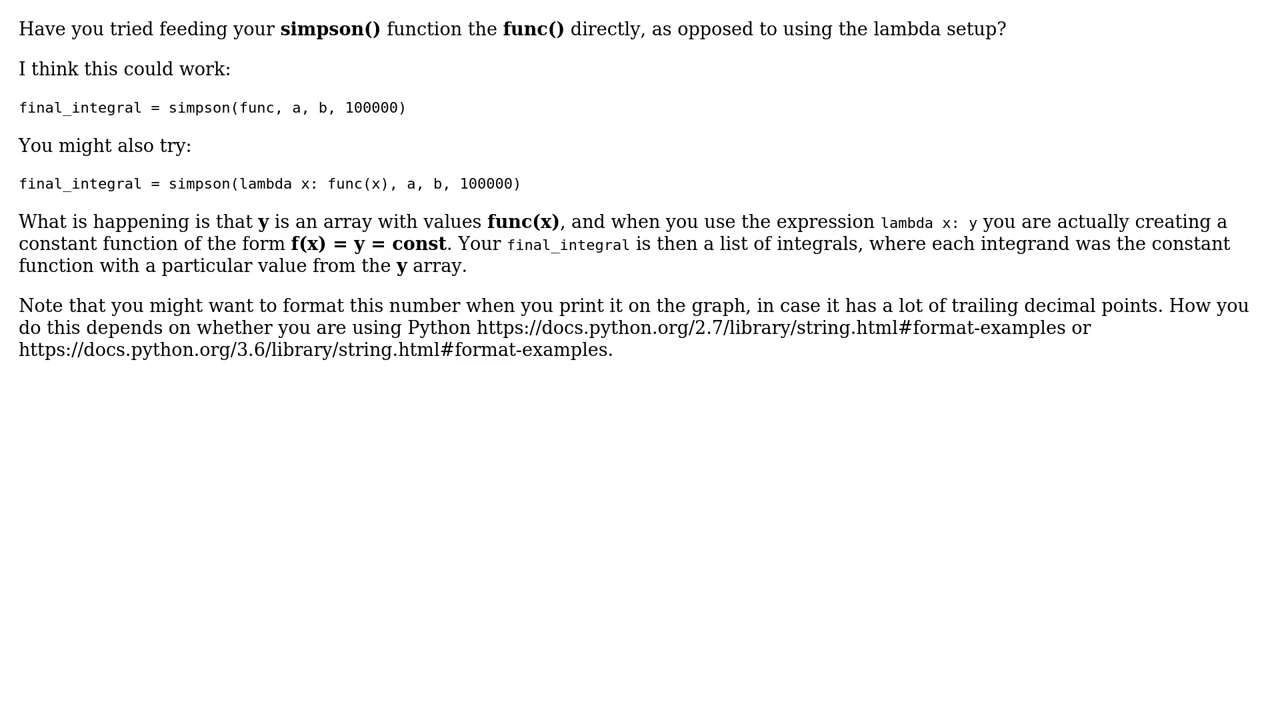 Have you tried feeding your simpson() function the func() directly, as opposed to using the lambda setup?
I think this could work:
final_integral = simpson(func, a, b, 100000)
You might also try:
final_integral = simpson(lambda x: func(x), a, b, 100000)
What is happening is that y is an array with values func(x), and when you use the expression lambda x: y you are actually creating a
constant function of the form f(x) = y = const. Your final_integral is then a list of integrals, where each integrand was the constant
function with a particular value from the y array.
Note that you might want to format this number when you print it on the graph, in case it has a lot of trailing decimal points. How you
do this depends on whether you are using Python https://docs.python.org/2.7/library/string.html#format-examples or
https://docs.python.org/3.6/library/string.html#format-examples.